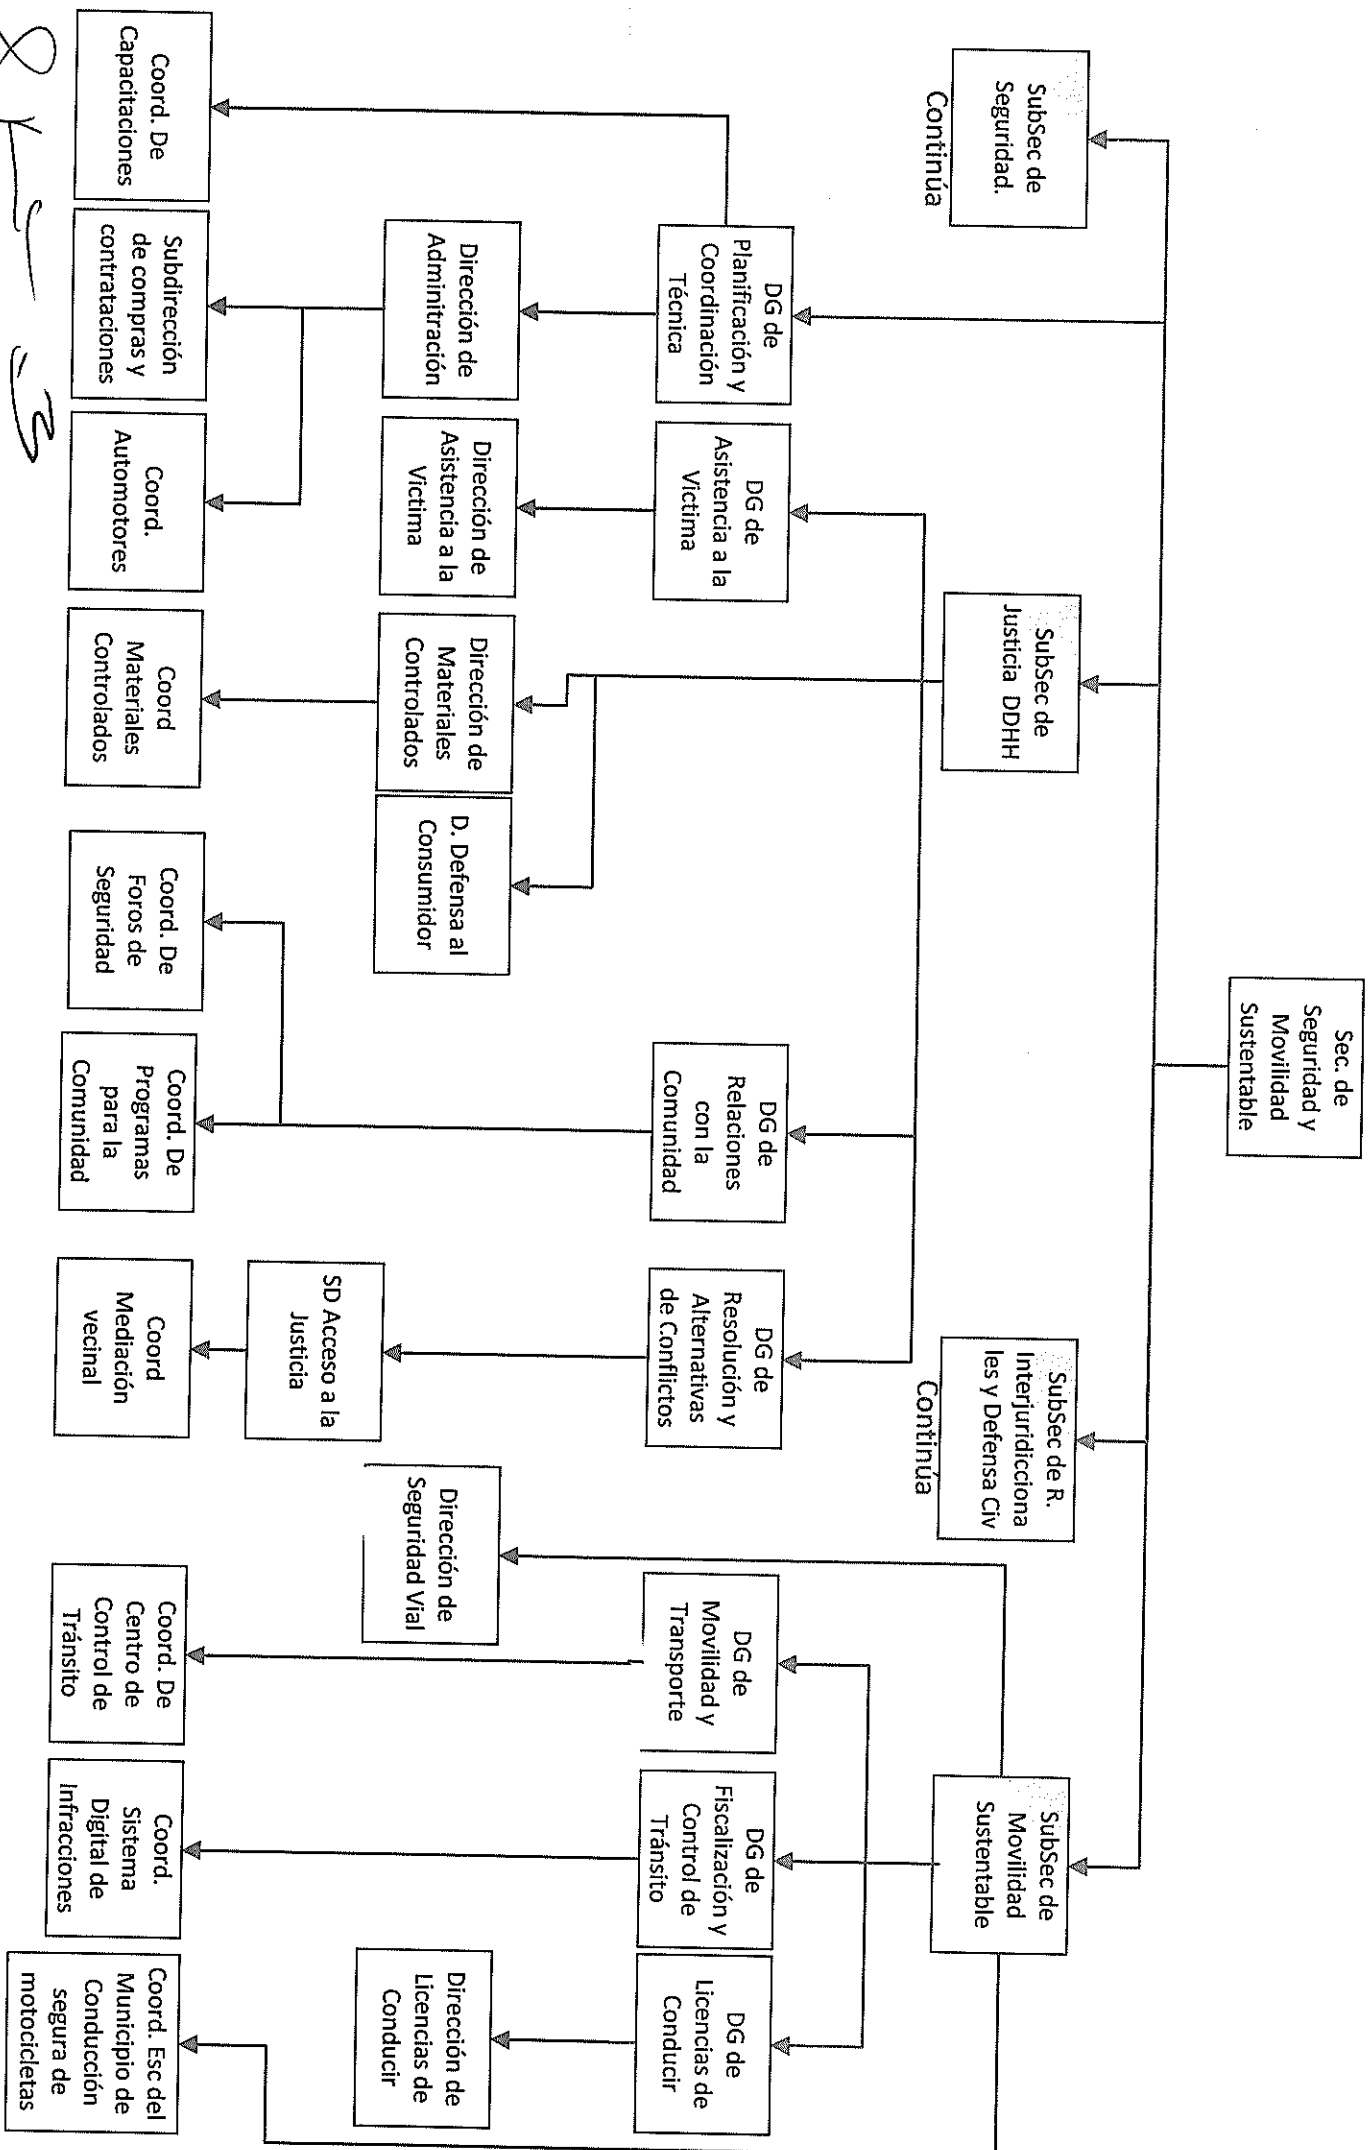 Sec. de
Seguridad y
Movilidad
Sustentable
SubSec de
Seguridad.
Continúa
SubSec de
Justicia DDHH
SubSec de R.
Interjuridicciona
les y Defensa Civ
Continúa
SubSec de
Movilidad
Sustentable
DG de
Planificación y
Coordinación
Técnica
DG de
Asistencia a la
Victima
DG de
Relaciones
con la
Comunidad
DG de
Resolución y
Alternativas
de Conflictos
DG de
Movilidad y
Transporte
DG de
Fiscalización y
Control de
Tránsito
DG de
Licencias de
Conducir
Dirección de
Adminitración
Dirección de
Asistencia a la
Victima
Dirección de
Materiales
Controlados
D. Defensa al
Consumidor
SD Acceso a la
Justicia
Dirección de
Seguridad Vial
Dirección de
Licencias de
Conducir
Coord. De
Capacitaciones
Subdirección
de compras y
contrataciones
Coord.
Automotores
Coord
Materiales
Controlados
Coord. De
Foros de
Seguridad
Coord. De
Programas
para la
Comunidad
Coord
Mediación
vecinal
Coord. De
Centro de
Control de
Tránsito
Coord.
Sistema
Digital de
Infracciones
Coord. Esc del
Municipio de
Conducción
segura de
motocicletas